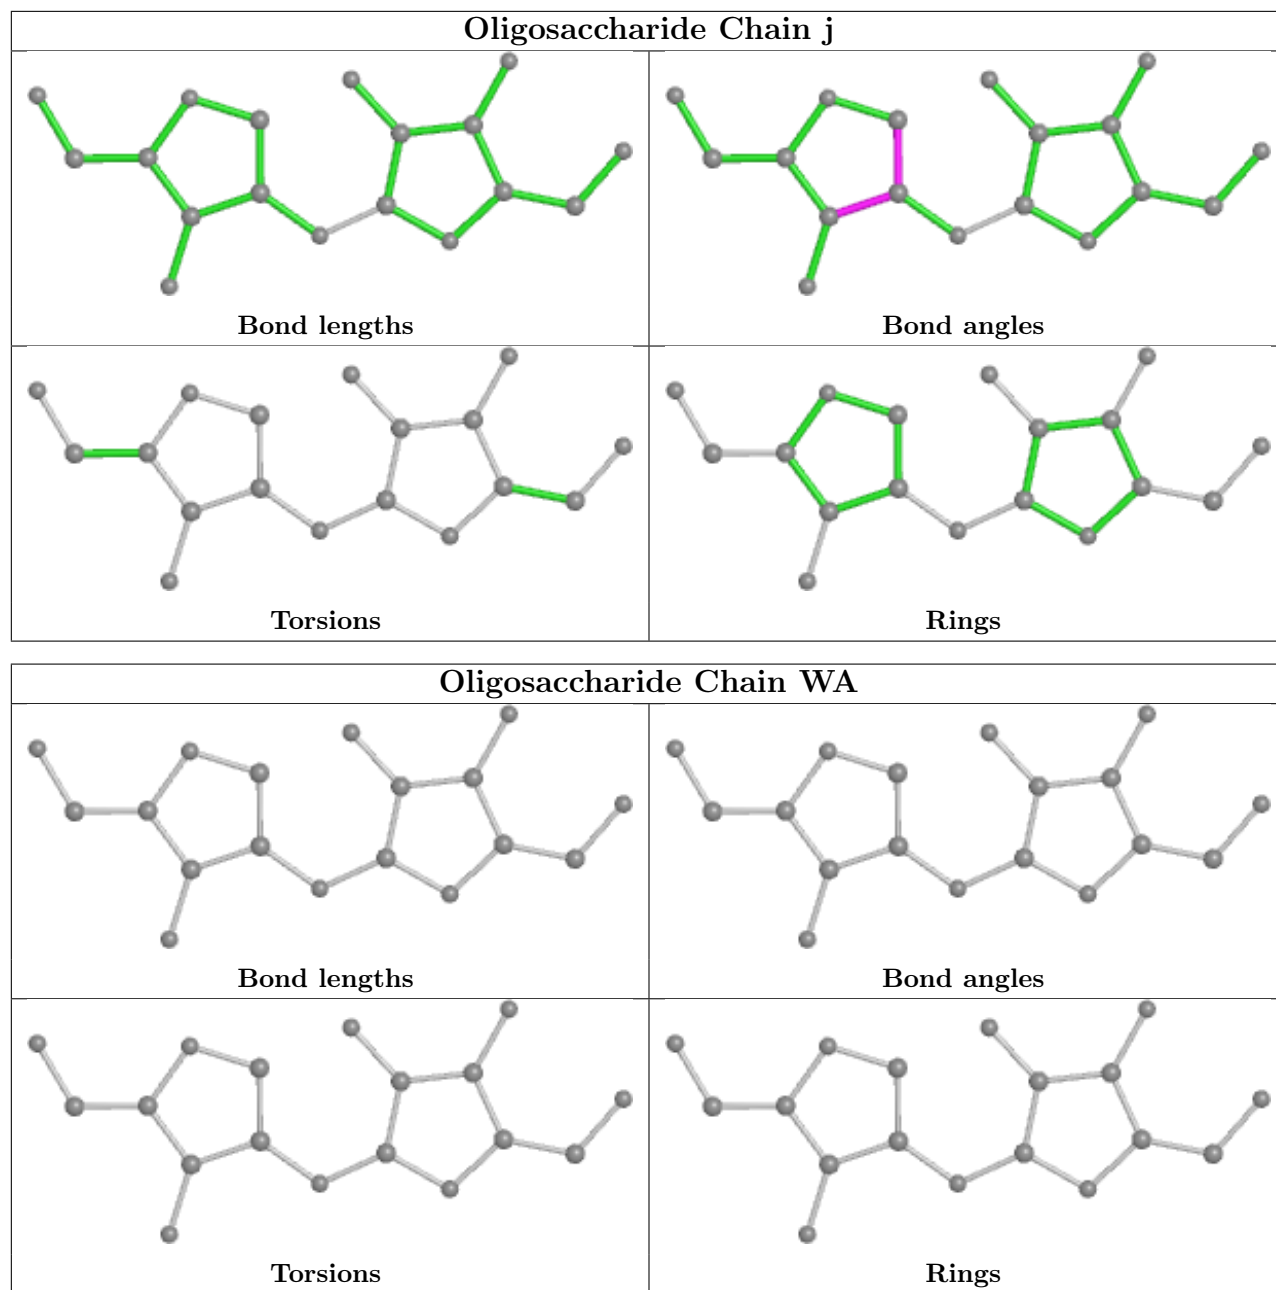 Oligosaccharide Chain j
Bond lengths
Bond angles
Torsions
Rings
Oligosaccharide Chain WA
Bond lengths
Bond angles
Torsions
Rings